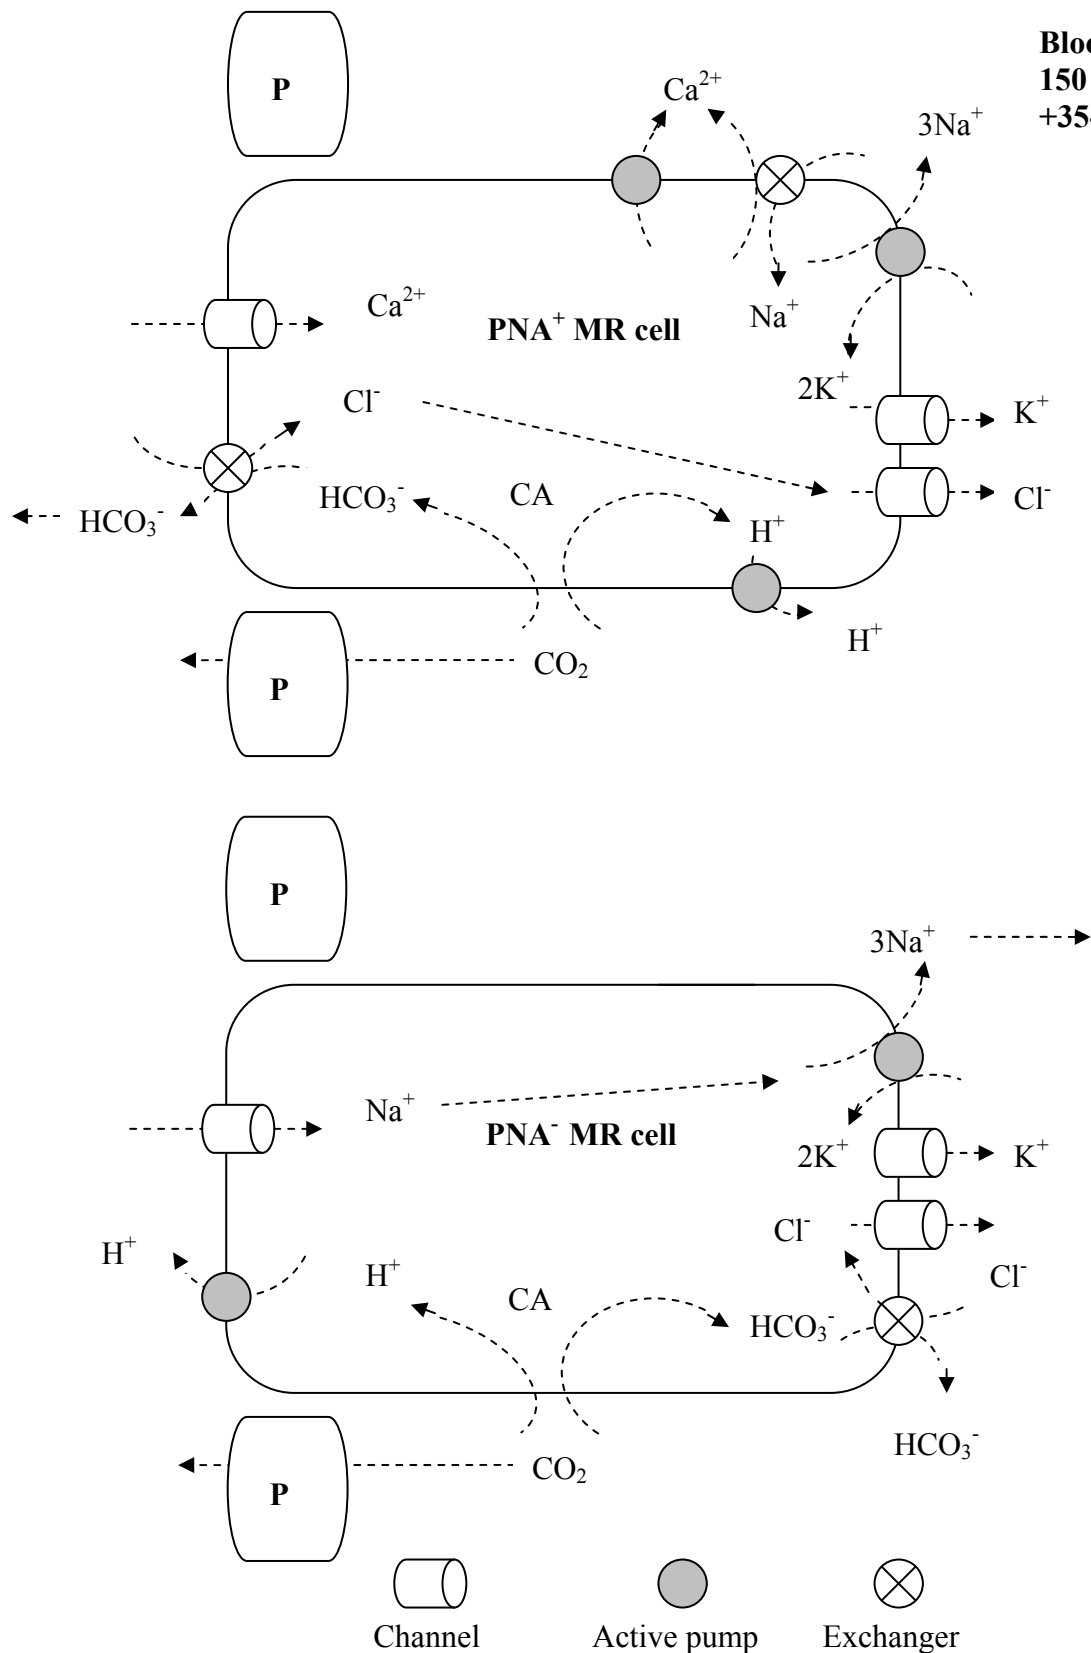 P
Ca²⁺
3Na⁺
150
Ca²⁺
PNA⁺ MR cell
Na⁺
2K⁺
K⁺
Cl⁻
Cl⁻
HCO₃⁻
HCO₃⁻
CA
H⁺
H⁺
CO₂
P
P
3Na⁺
Na⁺
PNA⁻ MR cell
2K⁺
K⁺
Cl⁻
Cl⁻
H⁺
H⁺
CA
HCO₃⁻
HCO₃⁻
CO₂
P
Channel
Active pump
Exchanger